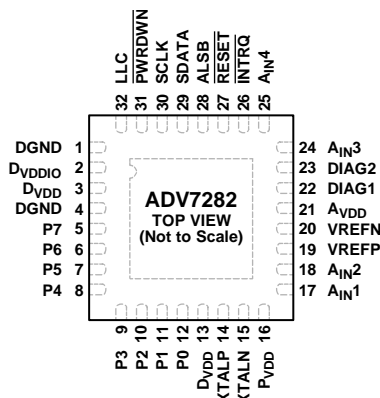 LLC
PWRDWN
SCLK
SDATA
ALSB
RESET
INTRQ
AIN4
32 31 30 29 28 27 26 25
DGND 1
DVDDIO 2
DVDD 3
DGND 4
P7 5
P6 6
P5 7
P4 8
ADV7282
TOP VIEW
(Not to Scale)
24 AIN3
23 DIAG2
22 DIAG1
21 AVDD
20 VREFN
19 VREFP
18 AIN2
17 AIN1
9 10 11 12 13 14 15 16
P3
P2
P1
P0
DVDD
XTALP
XTALN
PVDD